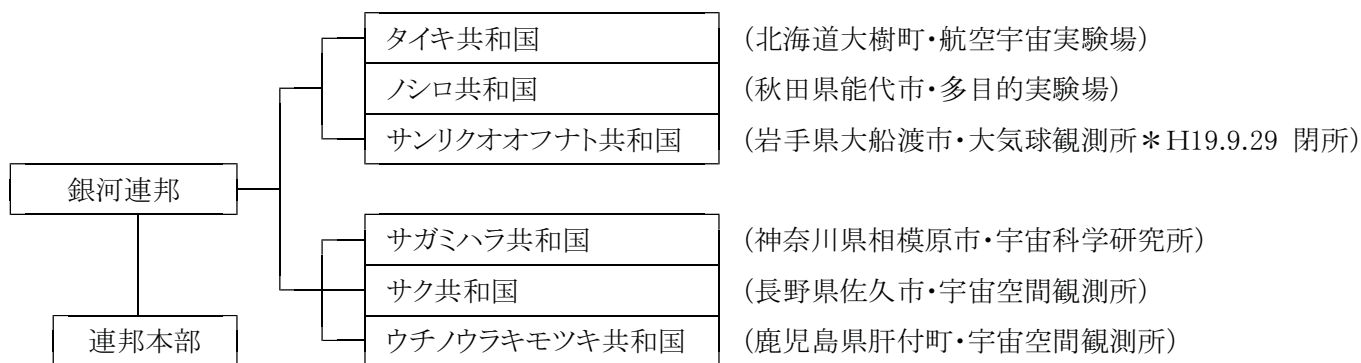 タイキ共和国 (北海道大樹町・航空宇宙実験場)
ノシロ共和国 (秋田県能代市・多目的実験場)
サンリクオオフナト共和国 (岩手県大船渡市・大気球観測所＊H19.9.29 閉所)
銀河連邦
サガミハラ共和国 (神奈川県相模原市・宇宙科学研究所)
サク共和国 (長野県佐久市・宇宙空間観測所)
連邦本部 ウチノウラキモツキ共和国 (鹿児島県肝付町・宇宙空間観測所)